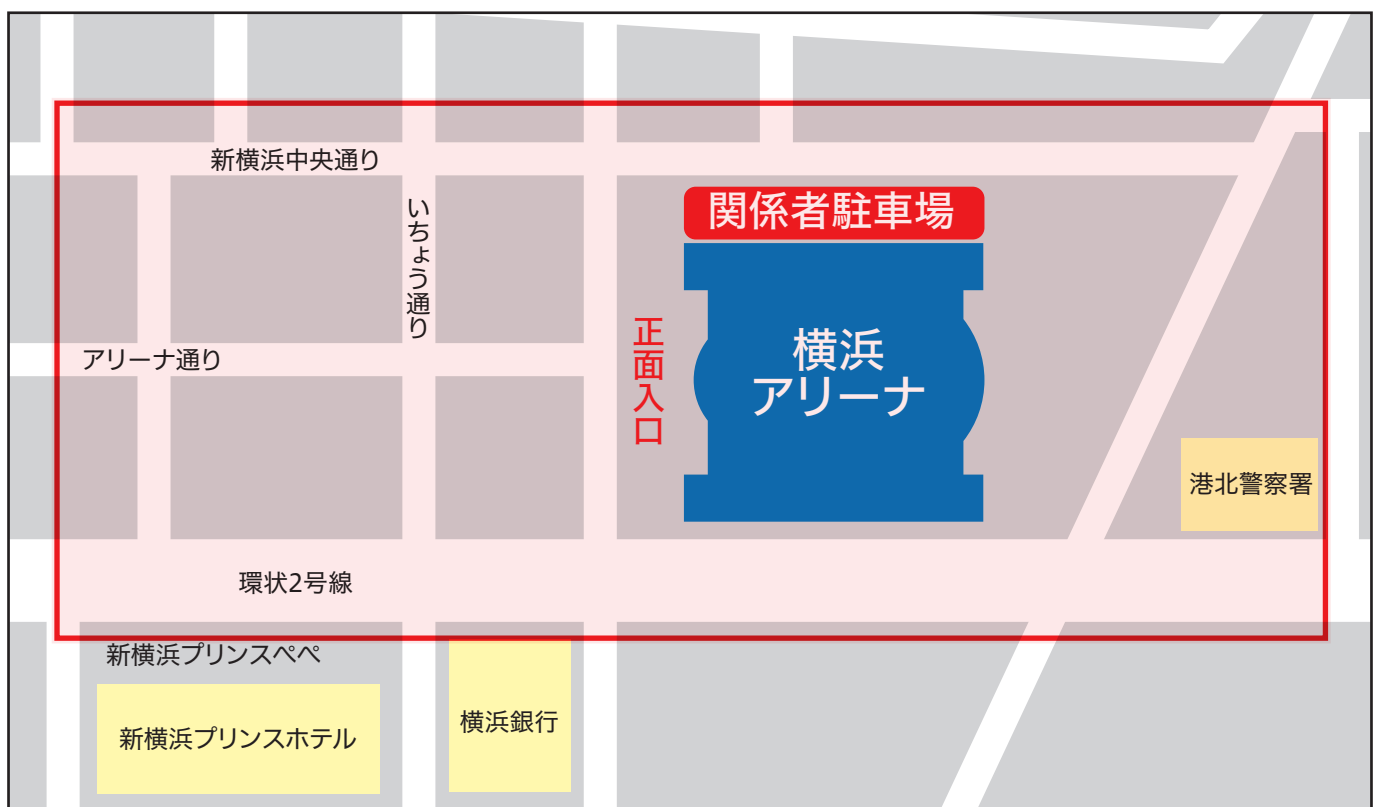 新横浜中央通り
関係者駐車場
いちょう通り
正面入口
横浜
アリーナ
アリーナ通り
港北警察署
環状2号線
新横浜プリンスペペ
横浜銀行
新横浜プリンスホテル